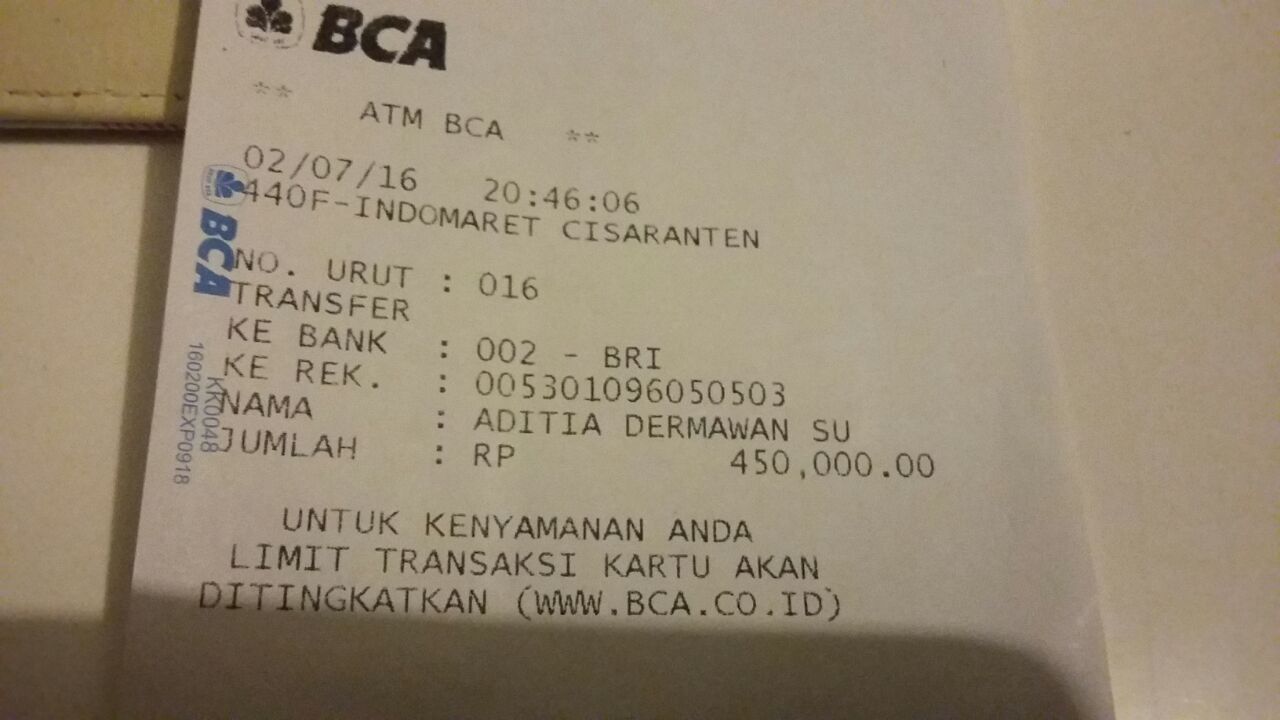 BCA
** ATM BCA **
02/07/16 20:46:06
440F-INDOMARET CISARANTEN
NO. URUT : 016
TRANSFER
KE BANK : 002 - BRI
KE REK. : 005301096050503
NAMA : ADITIA DERMAWAN SU
JUMLAH : RP 450,000.00
UNTUK KENYAMANAN ANDA
LIMIT TRANSAKSI KARTU AKAN
DITINGKATKAN (WWW.BCA.CO.ID)
BCA
KK0048
160200EXP0918